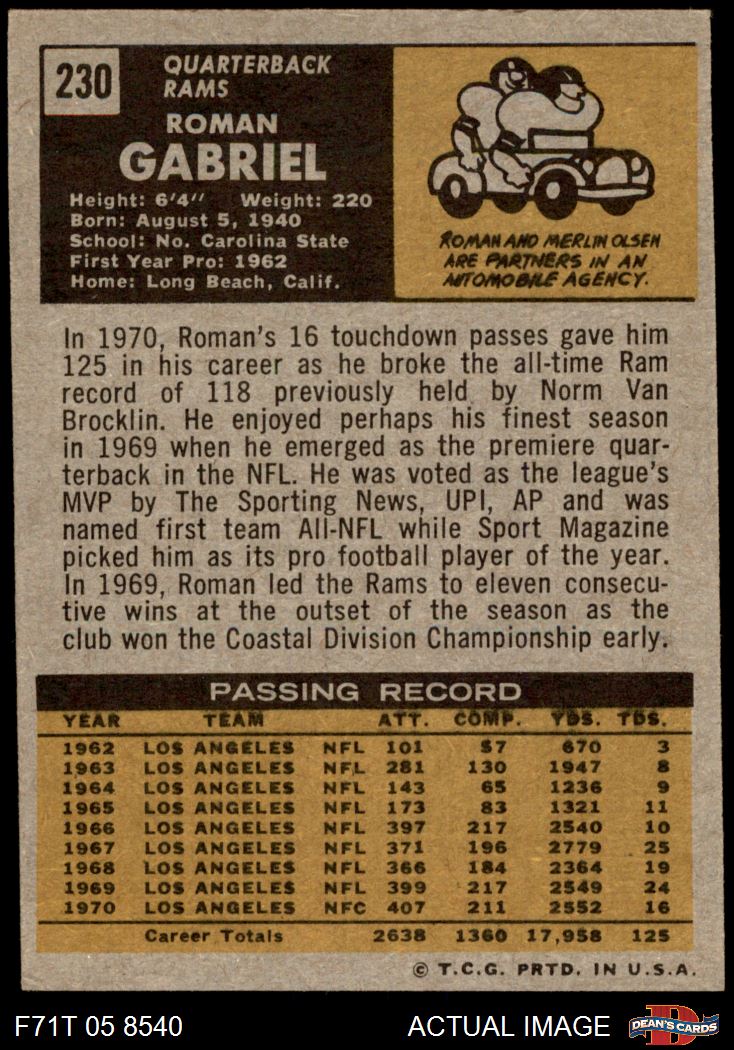 230
QUARTERBACK
RAMS
ROMAN
GABRIEL
Height: 6'4" Weight: 220
Born: August 5, 1940
School: No. Carolina State
First Year Pro: 1962
Home: Long Beach, Calif.
ROMAN AND MERLIN OLSEN
ARE PARTNERS IN AN
AUTOMOBILE AGENCY.
In 1970, Roman's 16 touchdown passes gave him
125 in his career as he broke the all-time Ram
record of 118 previously held by Norm Van
Brocklin. He enjoyed perhaps his finest season
in 1969 when he emerged as the premiere quar-
terback in the NFL. He was voted as the league's
MVP by The Sporting News, UPI, AP and was
named first team All-NFL while Sport Magazine
picked him as its pro football player of the year.
In 1969, Roman led the Rams to eleven consecu-
tive wins at the outset of the season as the
club won the Coastal Division Championship early.
PASSING RECORD
YEAR TEAM ATT. COMP. YDS. TDS.
1962 LOS ANGELES NFL 101 57 670 3
1963 LOS ANGELES NFL 281 130 1947 8
1964 LOS ANGELES NFL 143 65 1236 9
1965 LOS ANGELES NFL 173 83 1321 11
1966 LOS ANGELES NFL 397 217 2540 10
1967 LOS ANGELES NFL 371 196 2779 25
1968 LOS ANGELES NFL 366 184 2364 19
1969 LOS ANGELES NFL 399 217 2549 24
1970 LOS ANGELES NFC 407 211 2552 16
Career Totals 2638 1360 17,958 125
© T.C.G. PRTD. IN U.S.A.
F71T 05 8540 ACTUAL IMAGE D DEAN'S CARDS